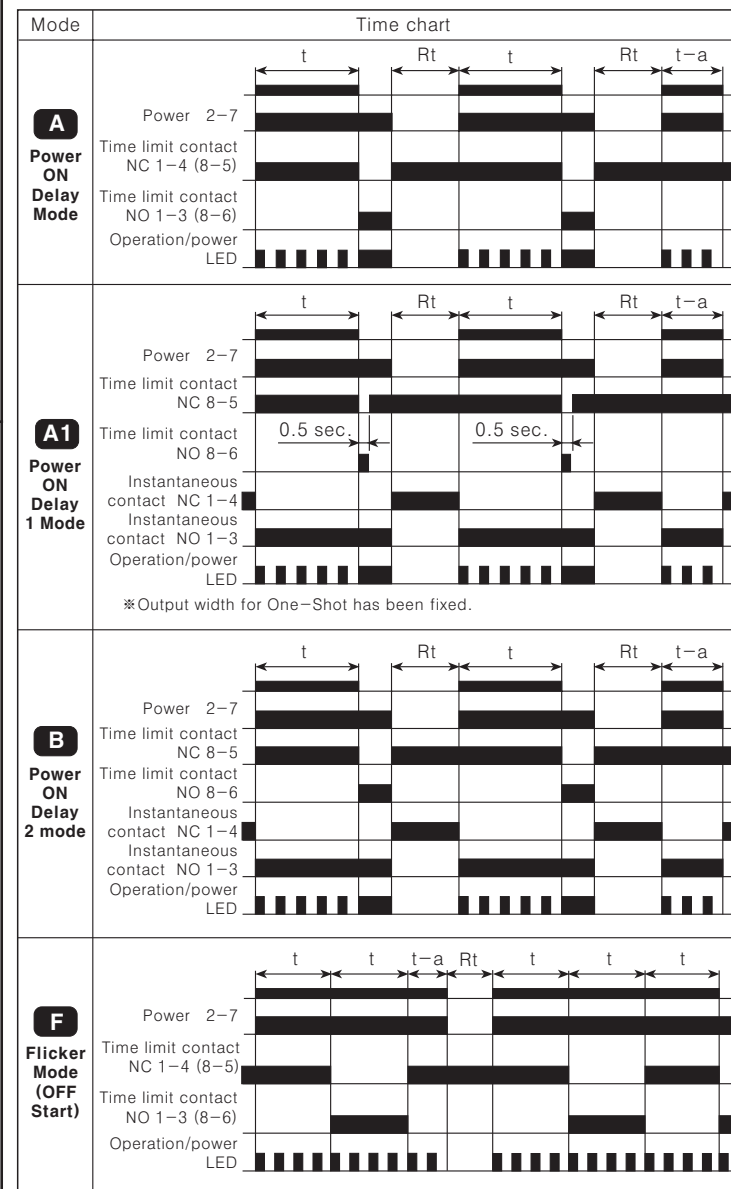 Mode Time chart
t Rt t Rt t-a
A
Power
ON
Delay
Mode
Power 2-7
Time limit contact
NC 1-4 (8-5)
Time limit contact
NO 1-3 (8-6)
Operation/power
LED
t Rt t Rt t-a
A1
Power
ON
Delay
1 Mode
Power 2-7
Time limit contact
NC 8-5
Time limit contact
NO 8-6
0.5 sec. 0.5 sec.
Instantaneous
contact NC 1-4
Instantaneous
contact NO 1-3
Operation/power
LED
※Output width for One-Shot has been fixed.
t Rt t Rt t-a
B
Power
ON
Delay
2 mode
Power 2-7
Time limit contact
NC 8-5
Time limit contact
NO 8-6
Instantaneous
contact NC 1-4
Instantaneous
contact NO 1-3
Operation/power
LED
t t t-a Rt t t t
F
Flicker
Mode
(OFF
Start)
Power 2-7
Time limit contact
NC 1-4 (8-5)
Time limit contact
NO 1-3 (8-6)
Operation/power
LED